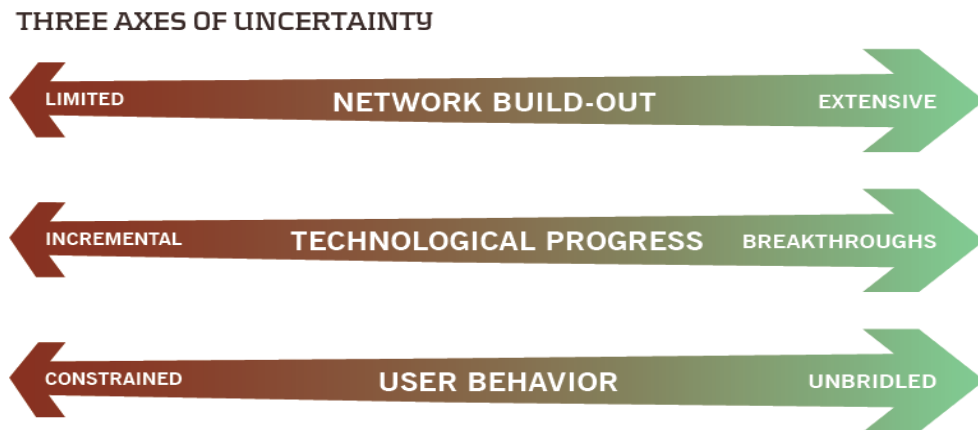 THREE AXES OF UNCERTAINTY
LIMITED NETWORK BUILD-OUT EXTENSIVE
INCREMENTAL TECHNOLOGICAL PROGRESS BREAKTHROUGHS
CONSTRAINED USER BEHAVIOR UNBRIDLED